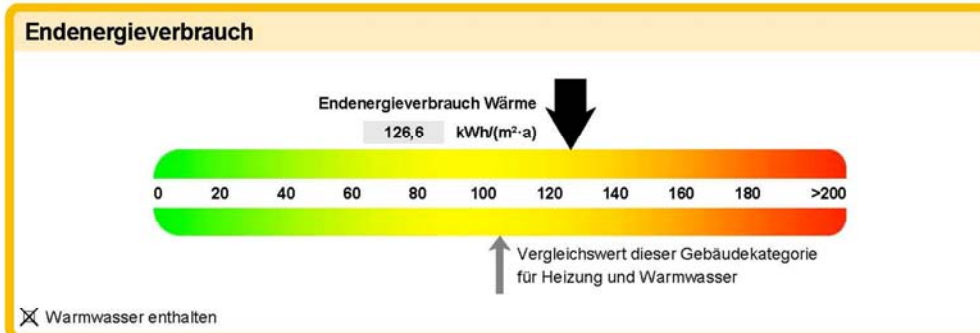 Endenergieverbrauch
Endenergieverbrauch Wärme
126,6 kWh/(m²·a)
0 20 40 60 80 100 120 140 160 180 >200
Vergleichswert dieser Gebäudekategorie
für Heizung und Warmwasser
☒ Warmwasser enthalten